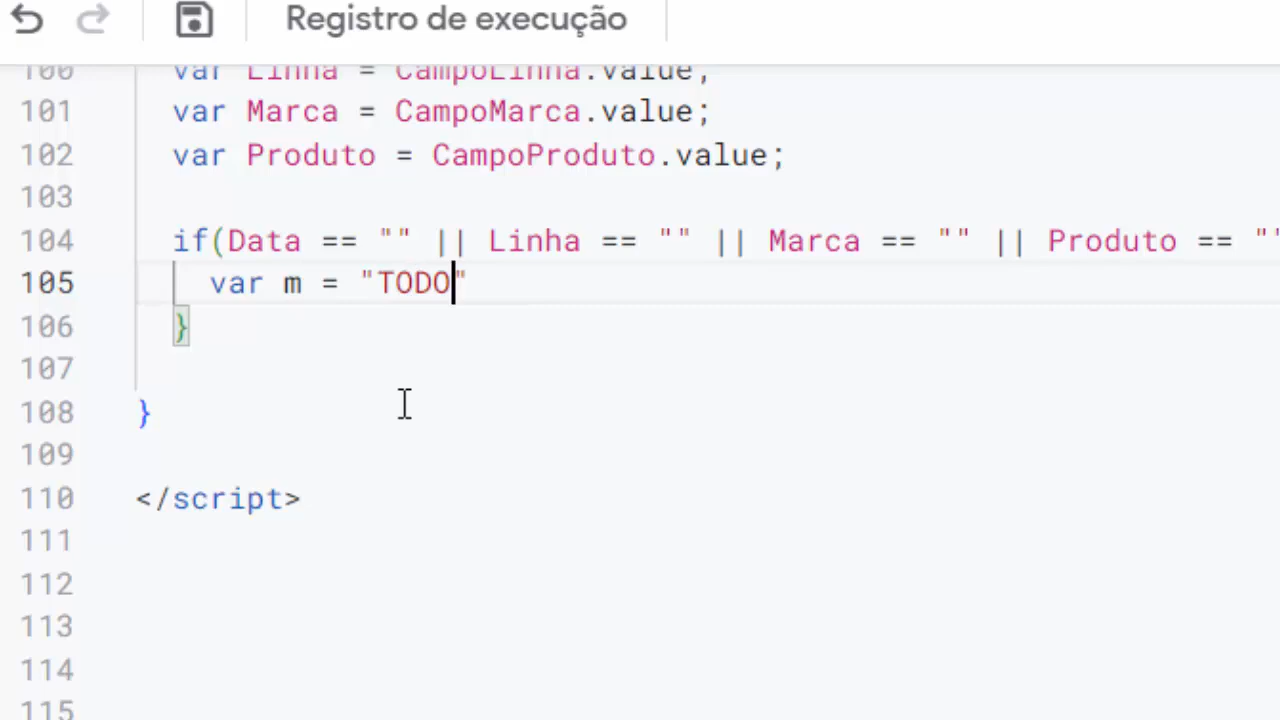 Registro de execução
100 var Linha = CampoLinha.value;
101 var Marca = CampoMarca.value;
102 var Produto = CampoProduto.value;
103
104 if(Data == "" || Linha == "" || Marca == "" || Produto == ""
105 var m = "TODO"
106 }
107
108 }
109
110 </script>
111
112
113
114
115